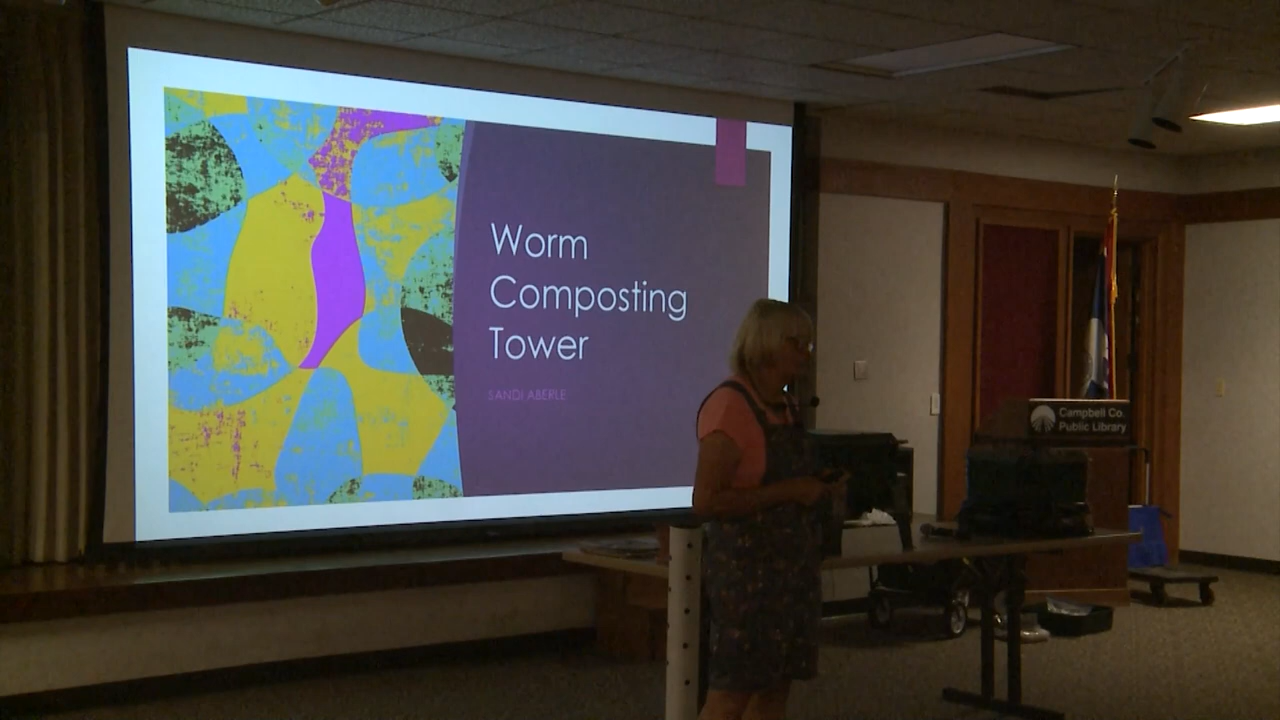 Worm
Composting
Tower
SANDI ABERLE
Campbell Co.
Public Library